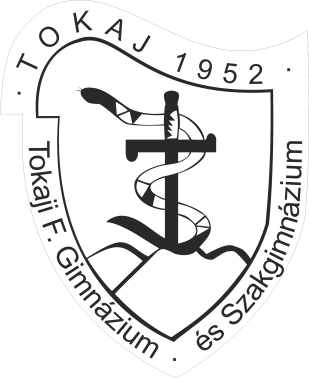 · TOKAJ 1952 ·
Tokaji F. Gimnázium · és Szakgimnázium